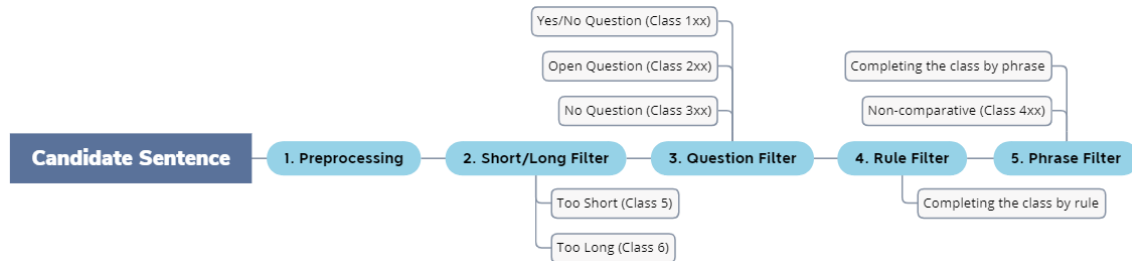 Yes/No Question (Class 1xx)
Open Question (Class 2xx)
No Question (Class 3xx)
Completing the class by phrase
Non-comparative (Class 4xx)
Candidate Sentence
1. Preprocessing
2. Short/Long Filter
3. Question Filter
4. Rule Filter
5. Phrase Filter
Too Short (Class 5)
Too Long (Class 6)
Completing the class by rule